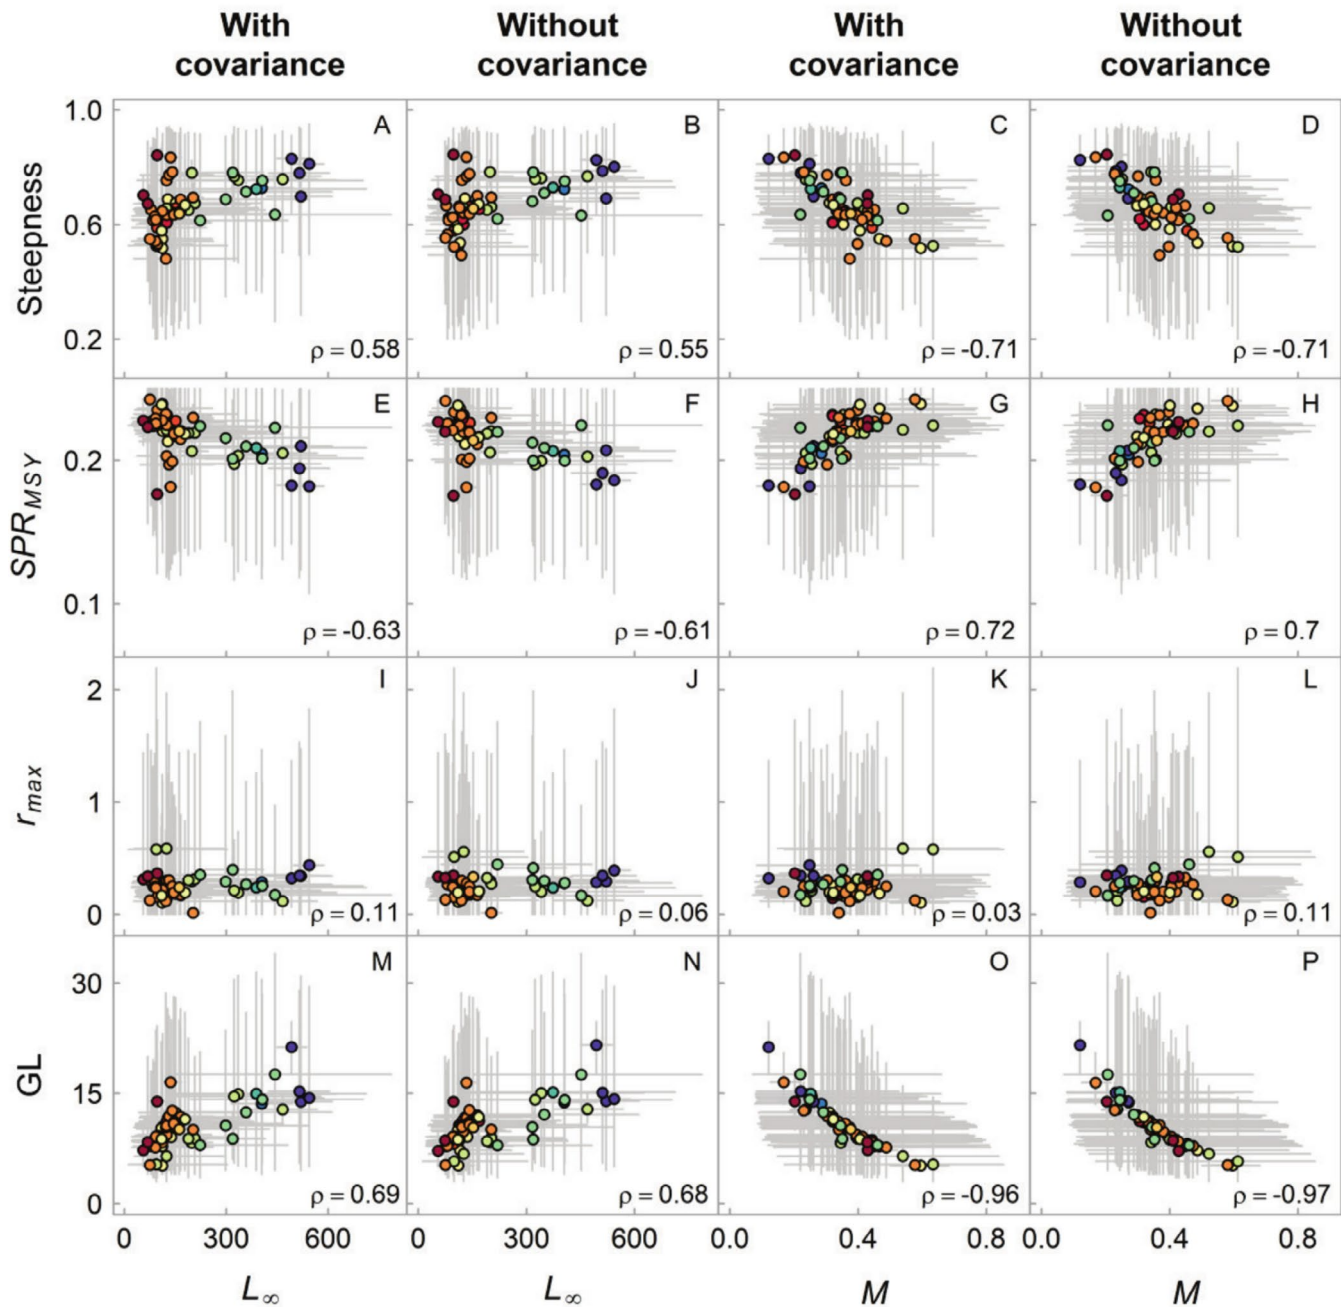 With covariance
Without covariance
With covariance
Without covariance
Steepness
1.0
0.6
0.2
A
ρ = 0.58
B
ρ = 0.55
C
ρ = -0.71
D
ρ = -0.71
SPR_MSY
0.2
0.1
E
ρ = -0.63
F
ρ = -0.61
G
ρ = 0.72
H
ρ = 0.7
r_max
2
1
0
I
ρ = 0.11
J
ρ = 0.06
K
ρ = 0.03
L
ρ = 0.11
GL
30
15
0
M
ρ = 0.69
N
ρ = 0.68
O
ρ = -0.96
P
ρ = -0.97
0 300 600
0 300 600
0.0 0.4 0.8
0.0 0.4 0.8
L∞
L∞
M
M